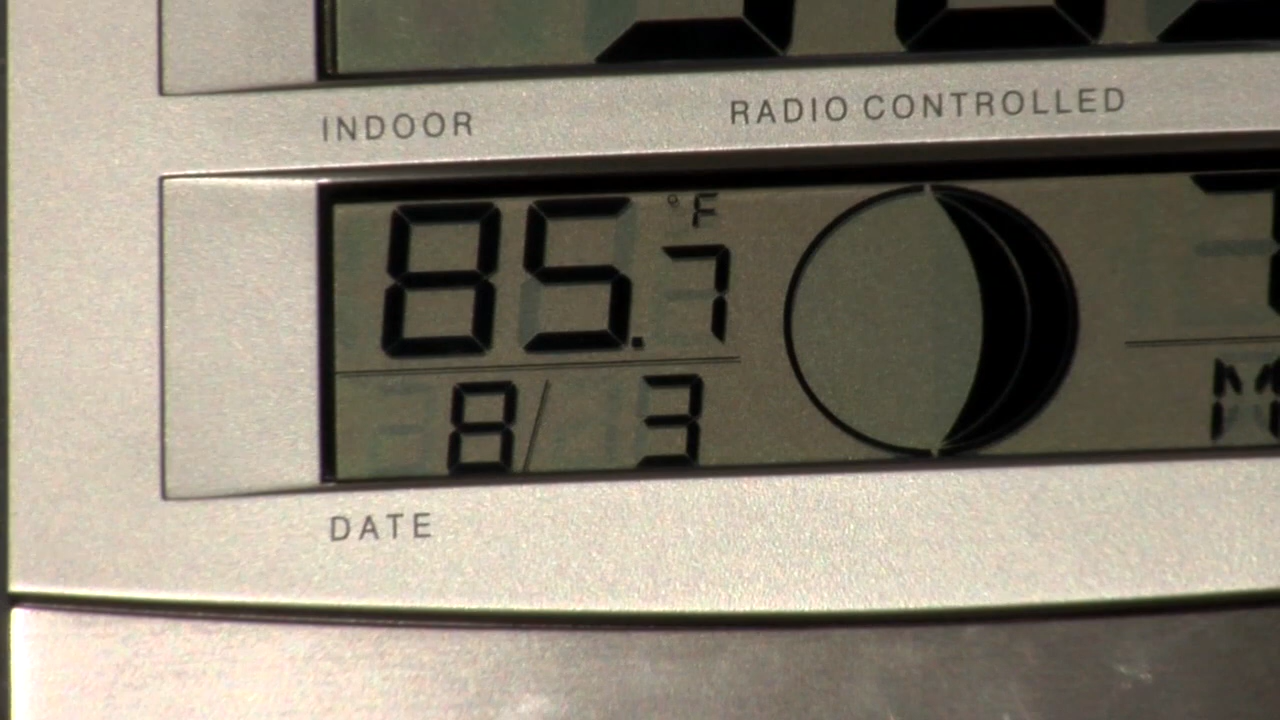 INDOOR
RADIO CONTROLLED
85.7 °F
8/ 3
DATE